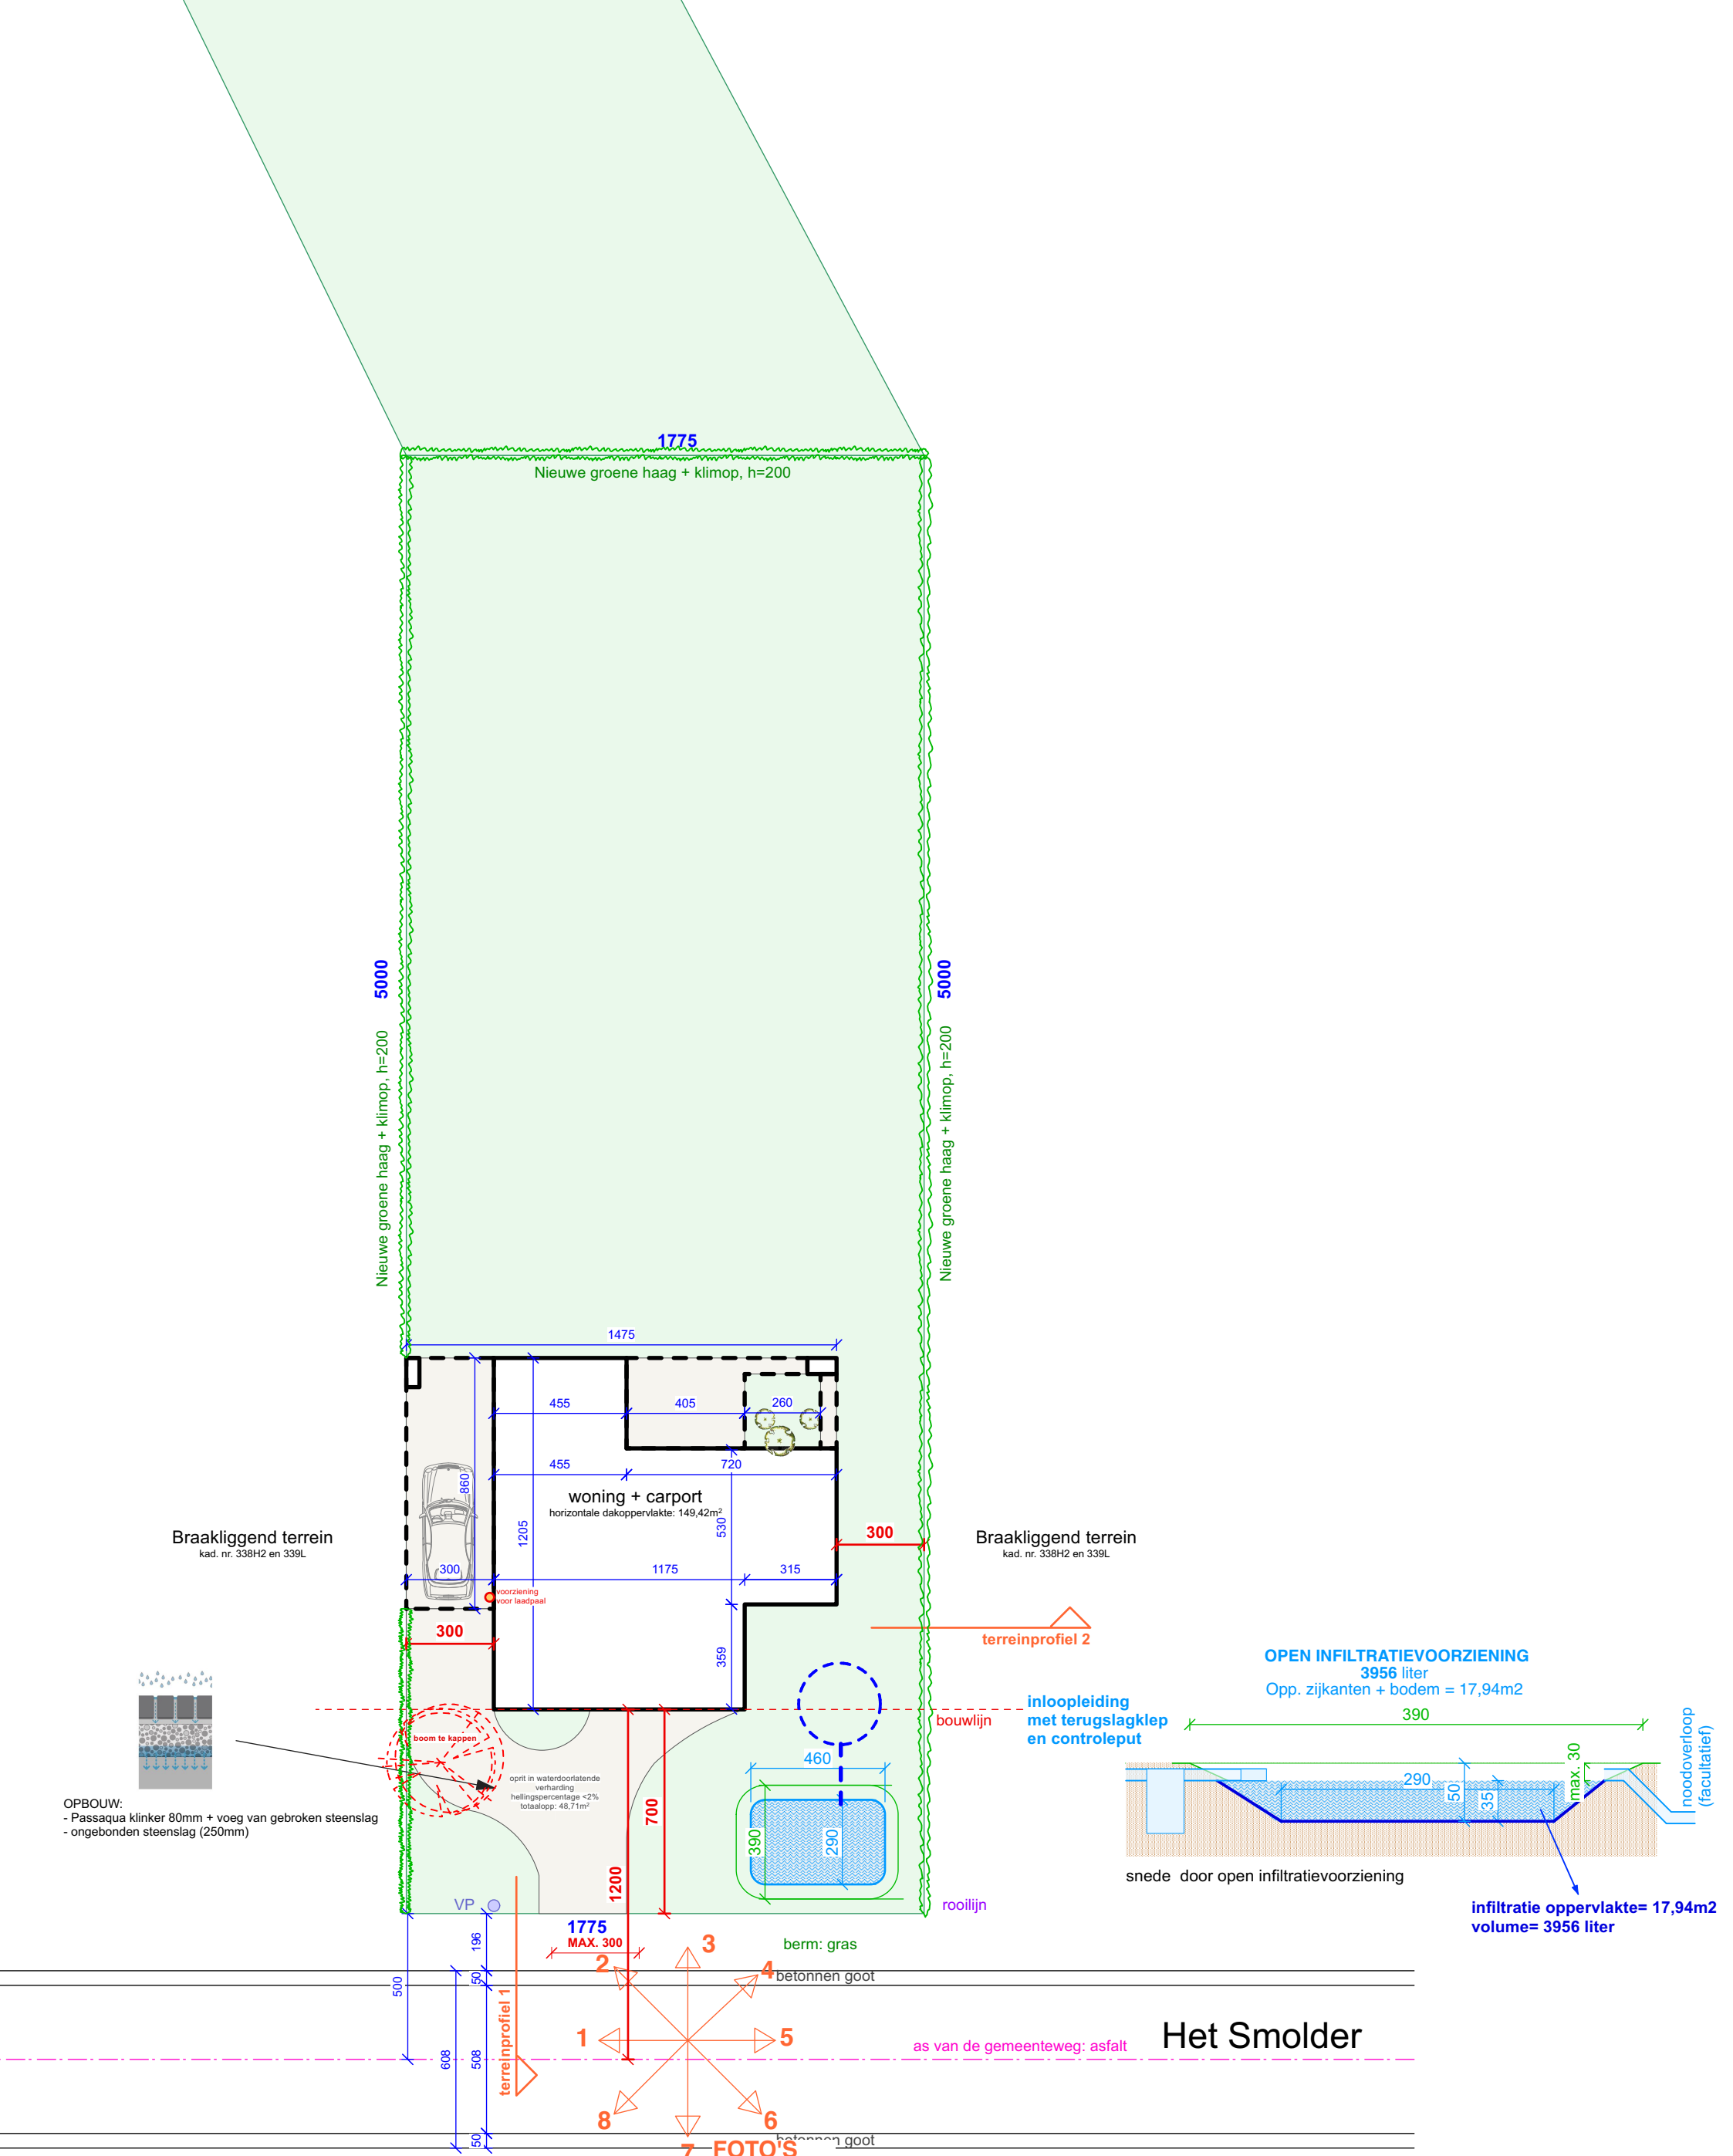 1775
Nieuwe groene haag + klimop, h=200
5000
Nieuwe groene haag + klimop, h=200
5000
Nieuwe groene haag + klimop, h=200
1475
455
405
260
455
720
860
1205
530
woning + carport
horizontale dakoppervlakte: 149,42m²
Braakliggend terrein
kad. nr. 338H2 en 339L
Braakliggend terrein
kad. nr. 338H2 en 339L
300
300
1175
315
voorziening
voor laadpaal
300
359
terreinprofiel 2
OPEN INFILTRATIEVOORZIENING
3956 liter
Opp. zijkanten + bodem = 17,94m2
390
290
50
35
max. 30
noodoverloop
(facultatief)
snede door open infiltratievoorziening
infiltratie oppervlakte= 17,94m2
volume= 3956 liter
inloopleiding
met terugslagklep
en controleput
bouwlijn
boom te kappen
oprit in waterdoorlatende
verharding
hellingspercentage <2%
totaalopp: 48,71m²
460
390
290
700
1200
OPBOUW:
- Passaqua klinker 80mm + voeg van gebroken steenslag
- ongebonden steenslag (250mm)
VP
rooilijn
1775
MAX. 300
berm: gras
196
50
500
608
508
50
betonnen goot
terreinprofiel 1
1
2
3
4
5
6
7
8
FOTO'S
as van de gemeenteweg: asfalt
Het Smolder
betonnen goot